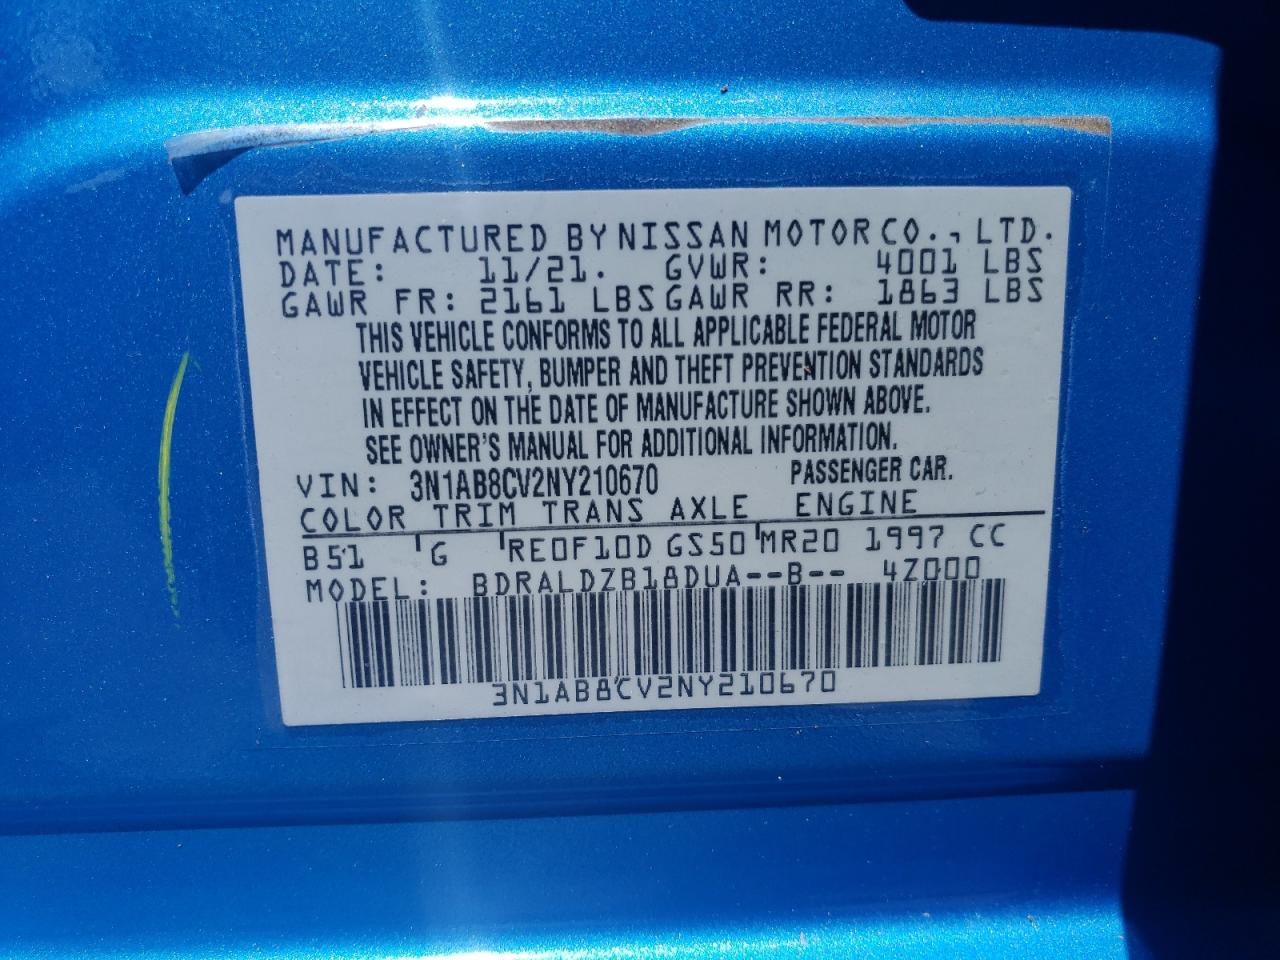 MANUFACTURED BY NISSAN MOTOR CO., LTD.
DATE: 11/21. GVWR: 4001 LBS
GAWR FR: 2161 LBS GAWR RR: 1863 LBS
THIS VEHICLE CONFORMS TO ALL APPLICABLE FEDERAL MOTOR
VEHICLE SAFETY, BUMPER AND THEFT PREVENTION STANDARDS
IN EFFECT ON THE DATE OF MANUFACTURE SHOWN ABOVE.
SEE OWNER'S MANUAL FOR ADDITIONAL INFORMATION.
VIN: 3N1AB8CV2NY210670 PASSENGER CAR.
COLOR TRIM TRANS AXLE ENGINE
B51 G RE0F10D GS50 MR20 1997 CC
MODEL: BDRALDZB18DUA--B-- 4Z000
3N1AB8CV2NY210670